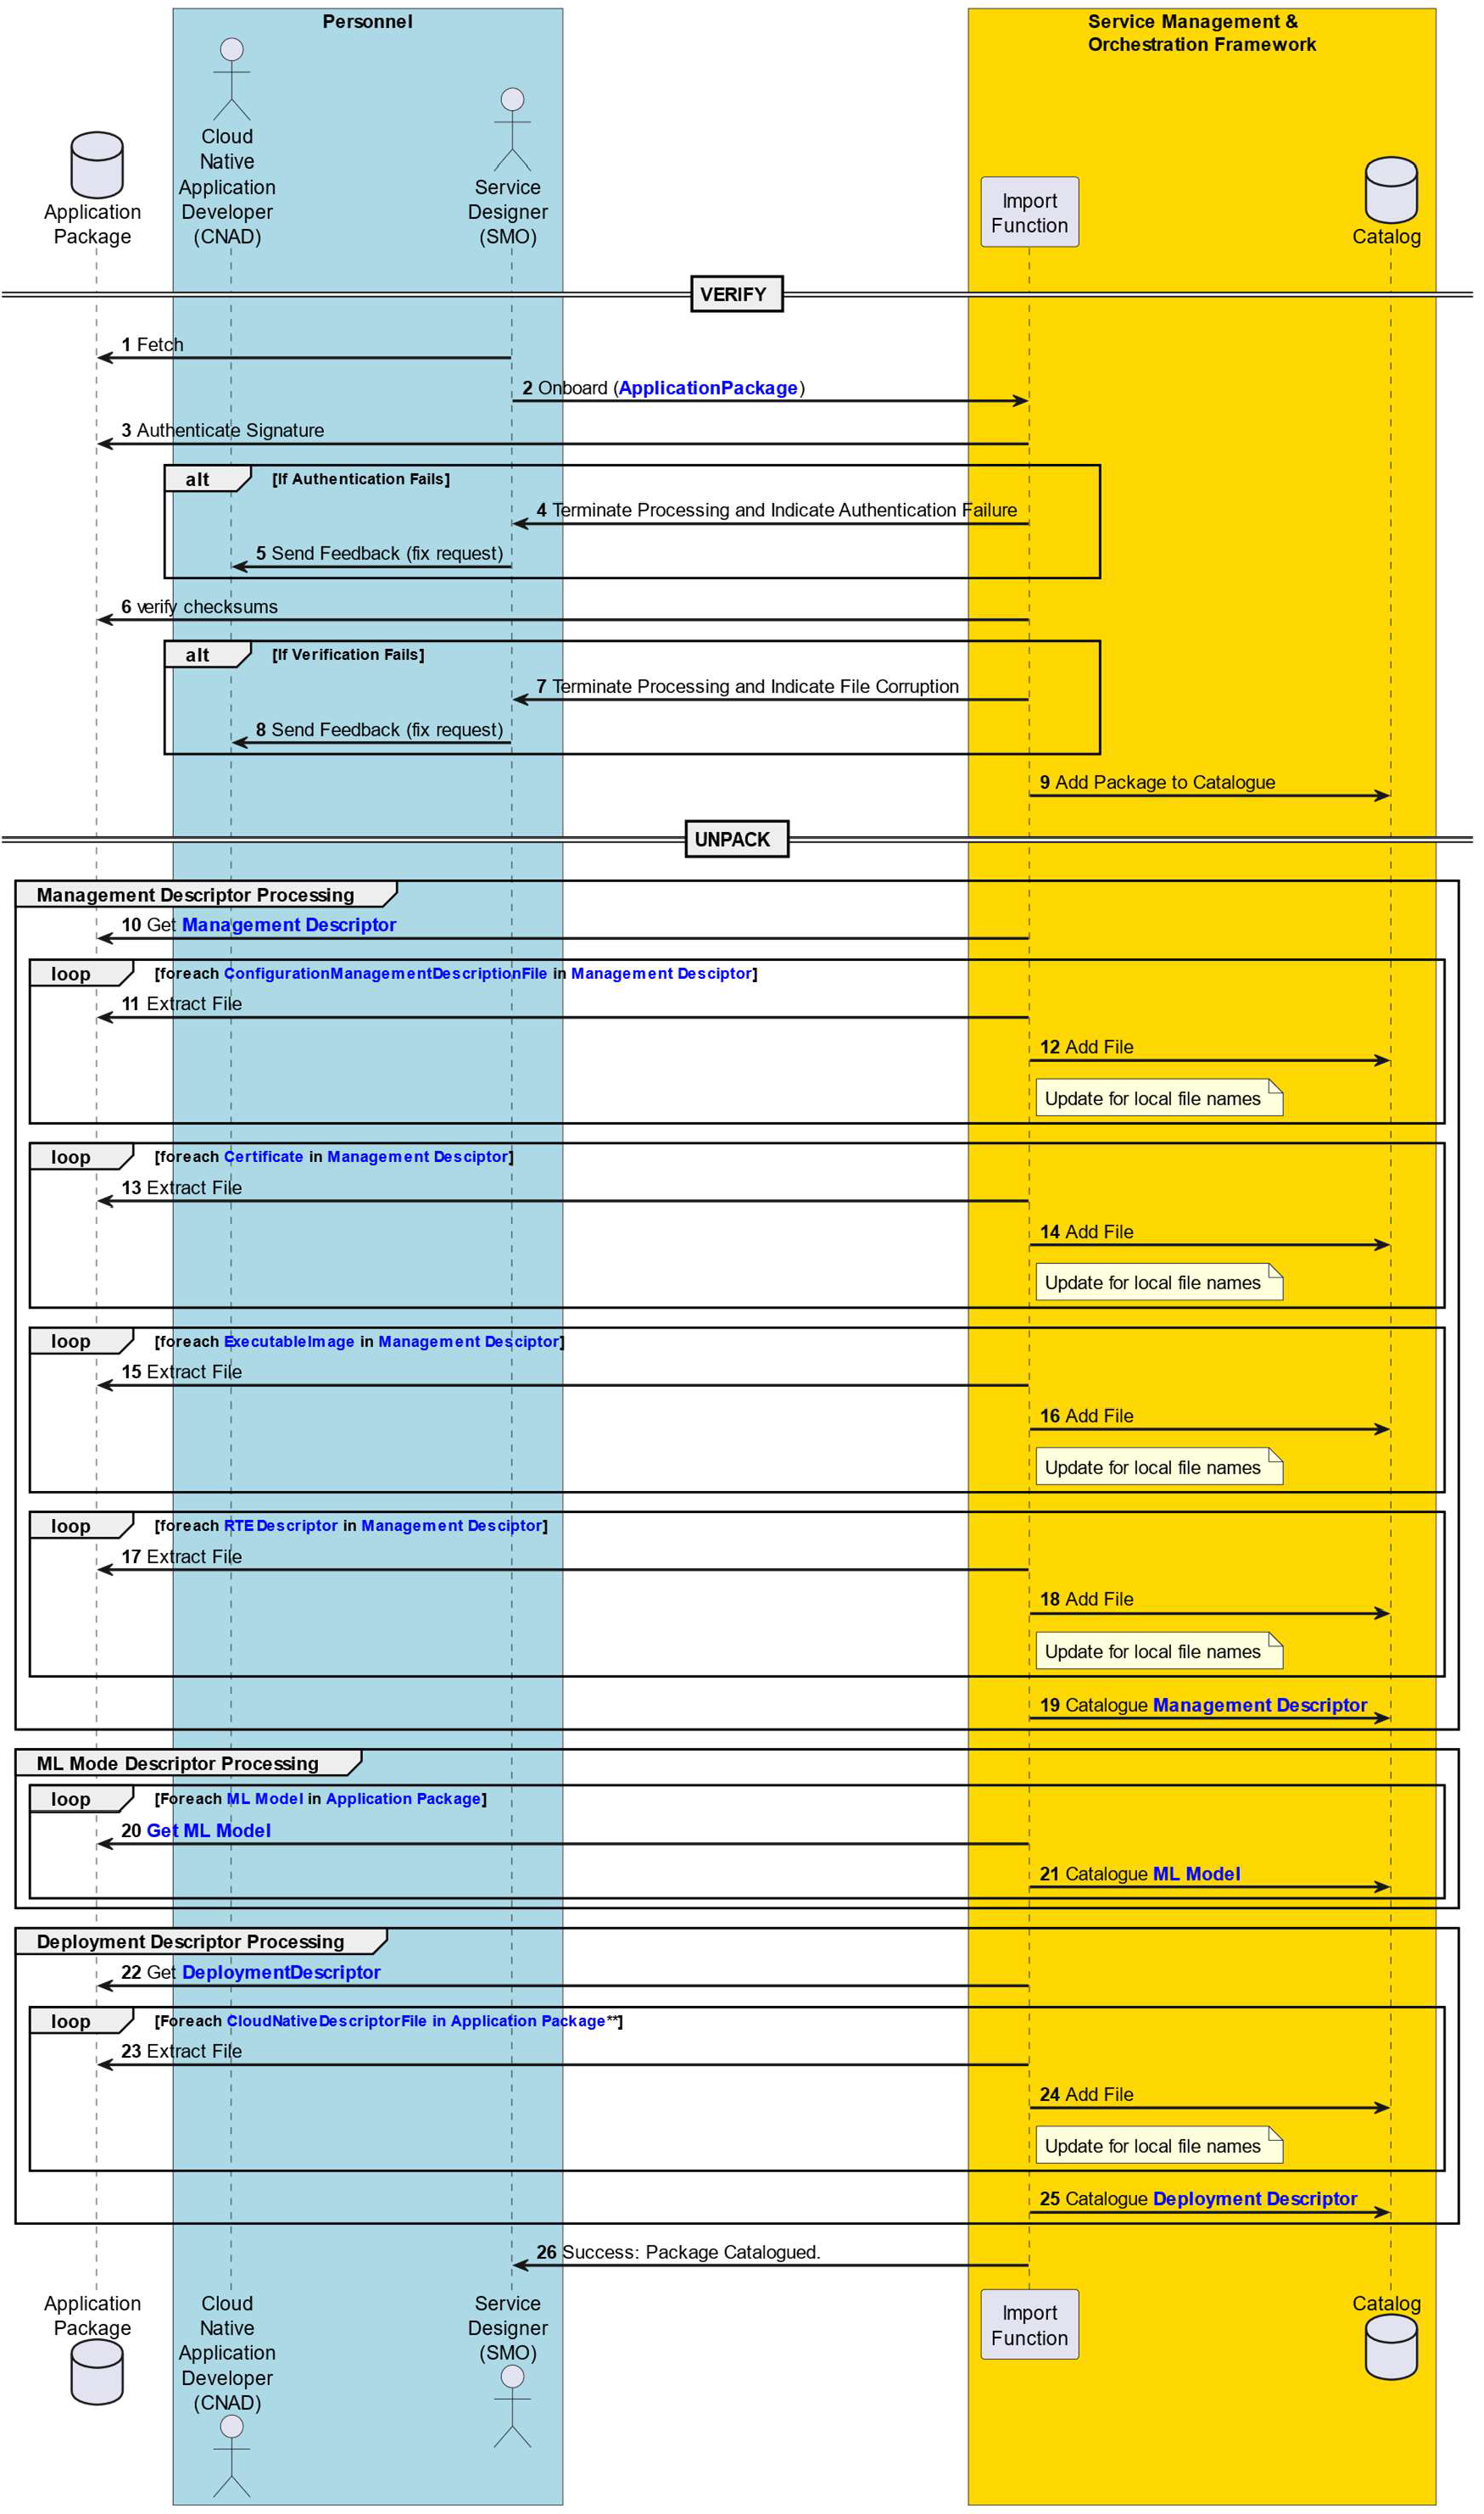 Personnel
Service Management &
Orchestration Framework
Application
Package
Cloud
Native
Application
Developer
(CNAD)
Service
Designer
(SMO)
Import
Function
Catalog
VERIFY
1 Fetch
2 Onboard (ApplicationPackage)
3 Authenticate Signature
alt [If Authentication Fails]
4 Terminate Processing and Indicate Authentication Failure
5 Send Feedback (fix request)
6 verify checksums
alt [If Verification Fails]
7 Terminate Processing and Indicate File Corruption
8 Send Feedback (fix request)
9 Add Package to Catalogue
UNPACK
Management Descriptor Processing
10 Get Management Descriptor
loop [foreach ConfigurationManagementDescriptionFile in Management Desciptor]
11 Extract File
12 Add File
Update for local file names
loop [foreach Certificate in Management Desciptor]
13 Extract File
14 Add File
Update for local file names
loop [foreach ExecutableImage in Management Desciptor]
15 Extract File
16 Add File
Update for local file names
loop [foreach RTEDescriptor in Management Desciptor]
17 Extract File
18 Add File
Update for local file names
19 Catalogue Management Descriptor
ML Mode Descriptor Processing
loop [Foreach ML Model in Application Package]
20 Get ML Model
21 Catalogue ML Model
Deployment Descriptor Processing
22 Get DeploymentDescriptor
loop [Foreach CloudNativeDescriptorFile in Application Package**]
23 Extract File
24 Add File
Update for local file names
25 Catalogue Deployment Descriptor
26 Success: Package Catalogued.
Application
Package
Cloud
Native
Application
Developer
(CNAD)
Service
Designer
(SMO)
Import
Function
Catalog